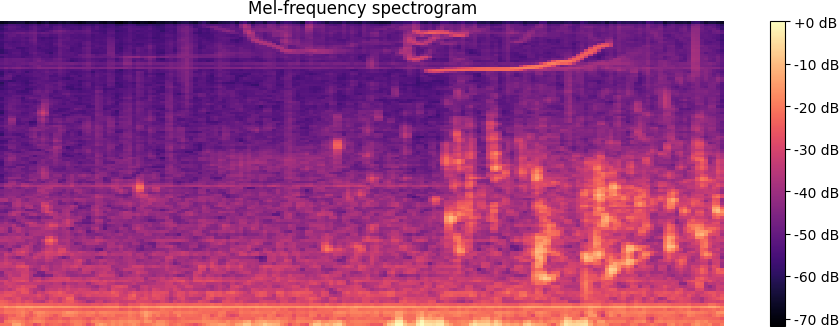 Mel-frequency spectrogram
+0 dB
-10 dB
-20 dB
-30 dB
-40 dB
-50 dB
-60 dB
-70 dB